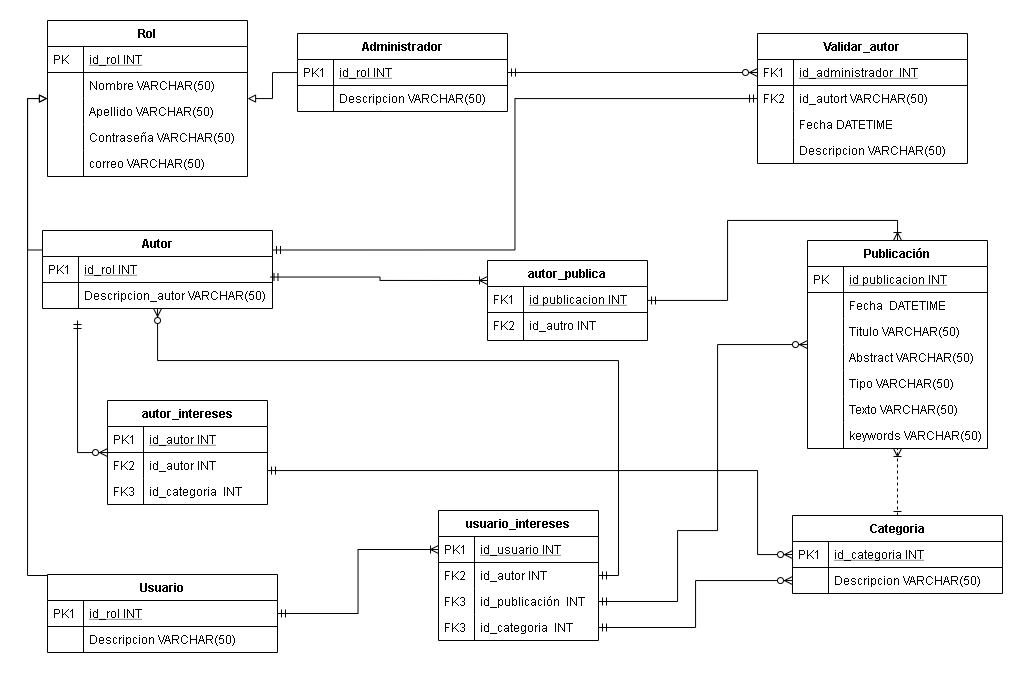 Rol
PK id_rol INT
Nombre VARCHAR(50)
Apellido VARCHAR(50)
Contraseña VARCHAR(50)
correo VARCHAR(50)
Administrador
PK1 id_rol INT
Descripcion VARCHAR(50)
Validar_autor
FK1 id_administrador INT
FK2 id_autort VARCHAR(50)
Fecha DATETIME
Descripcion VARCHAR(50)
Autor
PK1 id_rol INT
Descripcion_autor VARCHAR(50)
autor_publica
FK1 id publicacion INT
FK2 id_autro INT
Publicación
PK id publicacion INT
Fecha DATETIME
Titulo VARCHAR(50)
Abstract VARCHAR(50)
Tipo VARCHAR(50)
Texto VARCHAR(50)
keywords VARCHAR(50)
autor_intereses
PK1 id_autor INT
FK2 id_autor INT
FK3 id_categoria INT
usuario_intereses
PK1 id_usuario INT
FK2 id_autor INT
FK3 id_publicación INT
FK3 id_categoria INT
Categoria
PK1 id_categoria INT
Descripcion VARCHAR(50)
Usuario
PK1 id_rol INT
Descripcion VARCHAR(50)